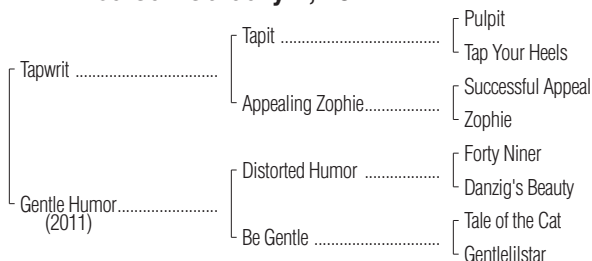 Pulpit
Tapit ........................................
Tap Your Heels
Tapwrit ....................................
Successful Appeal
Appealing Zophie...................
Zophie
Forty Niner
Distorted Humor ...................
Danzig's Beauty
Gentle Humor.........................
(2011)
Tale of the Cat
Be Gentle ................................
Gentlelilstar